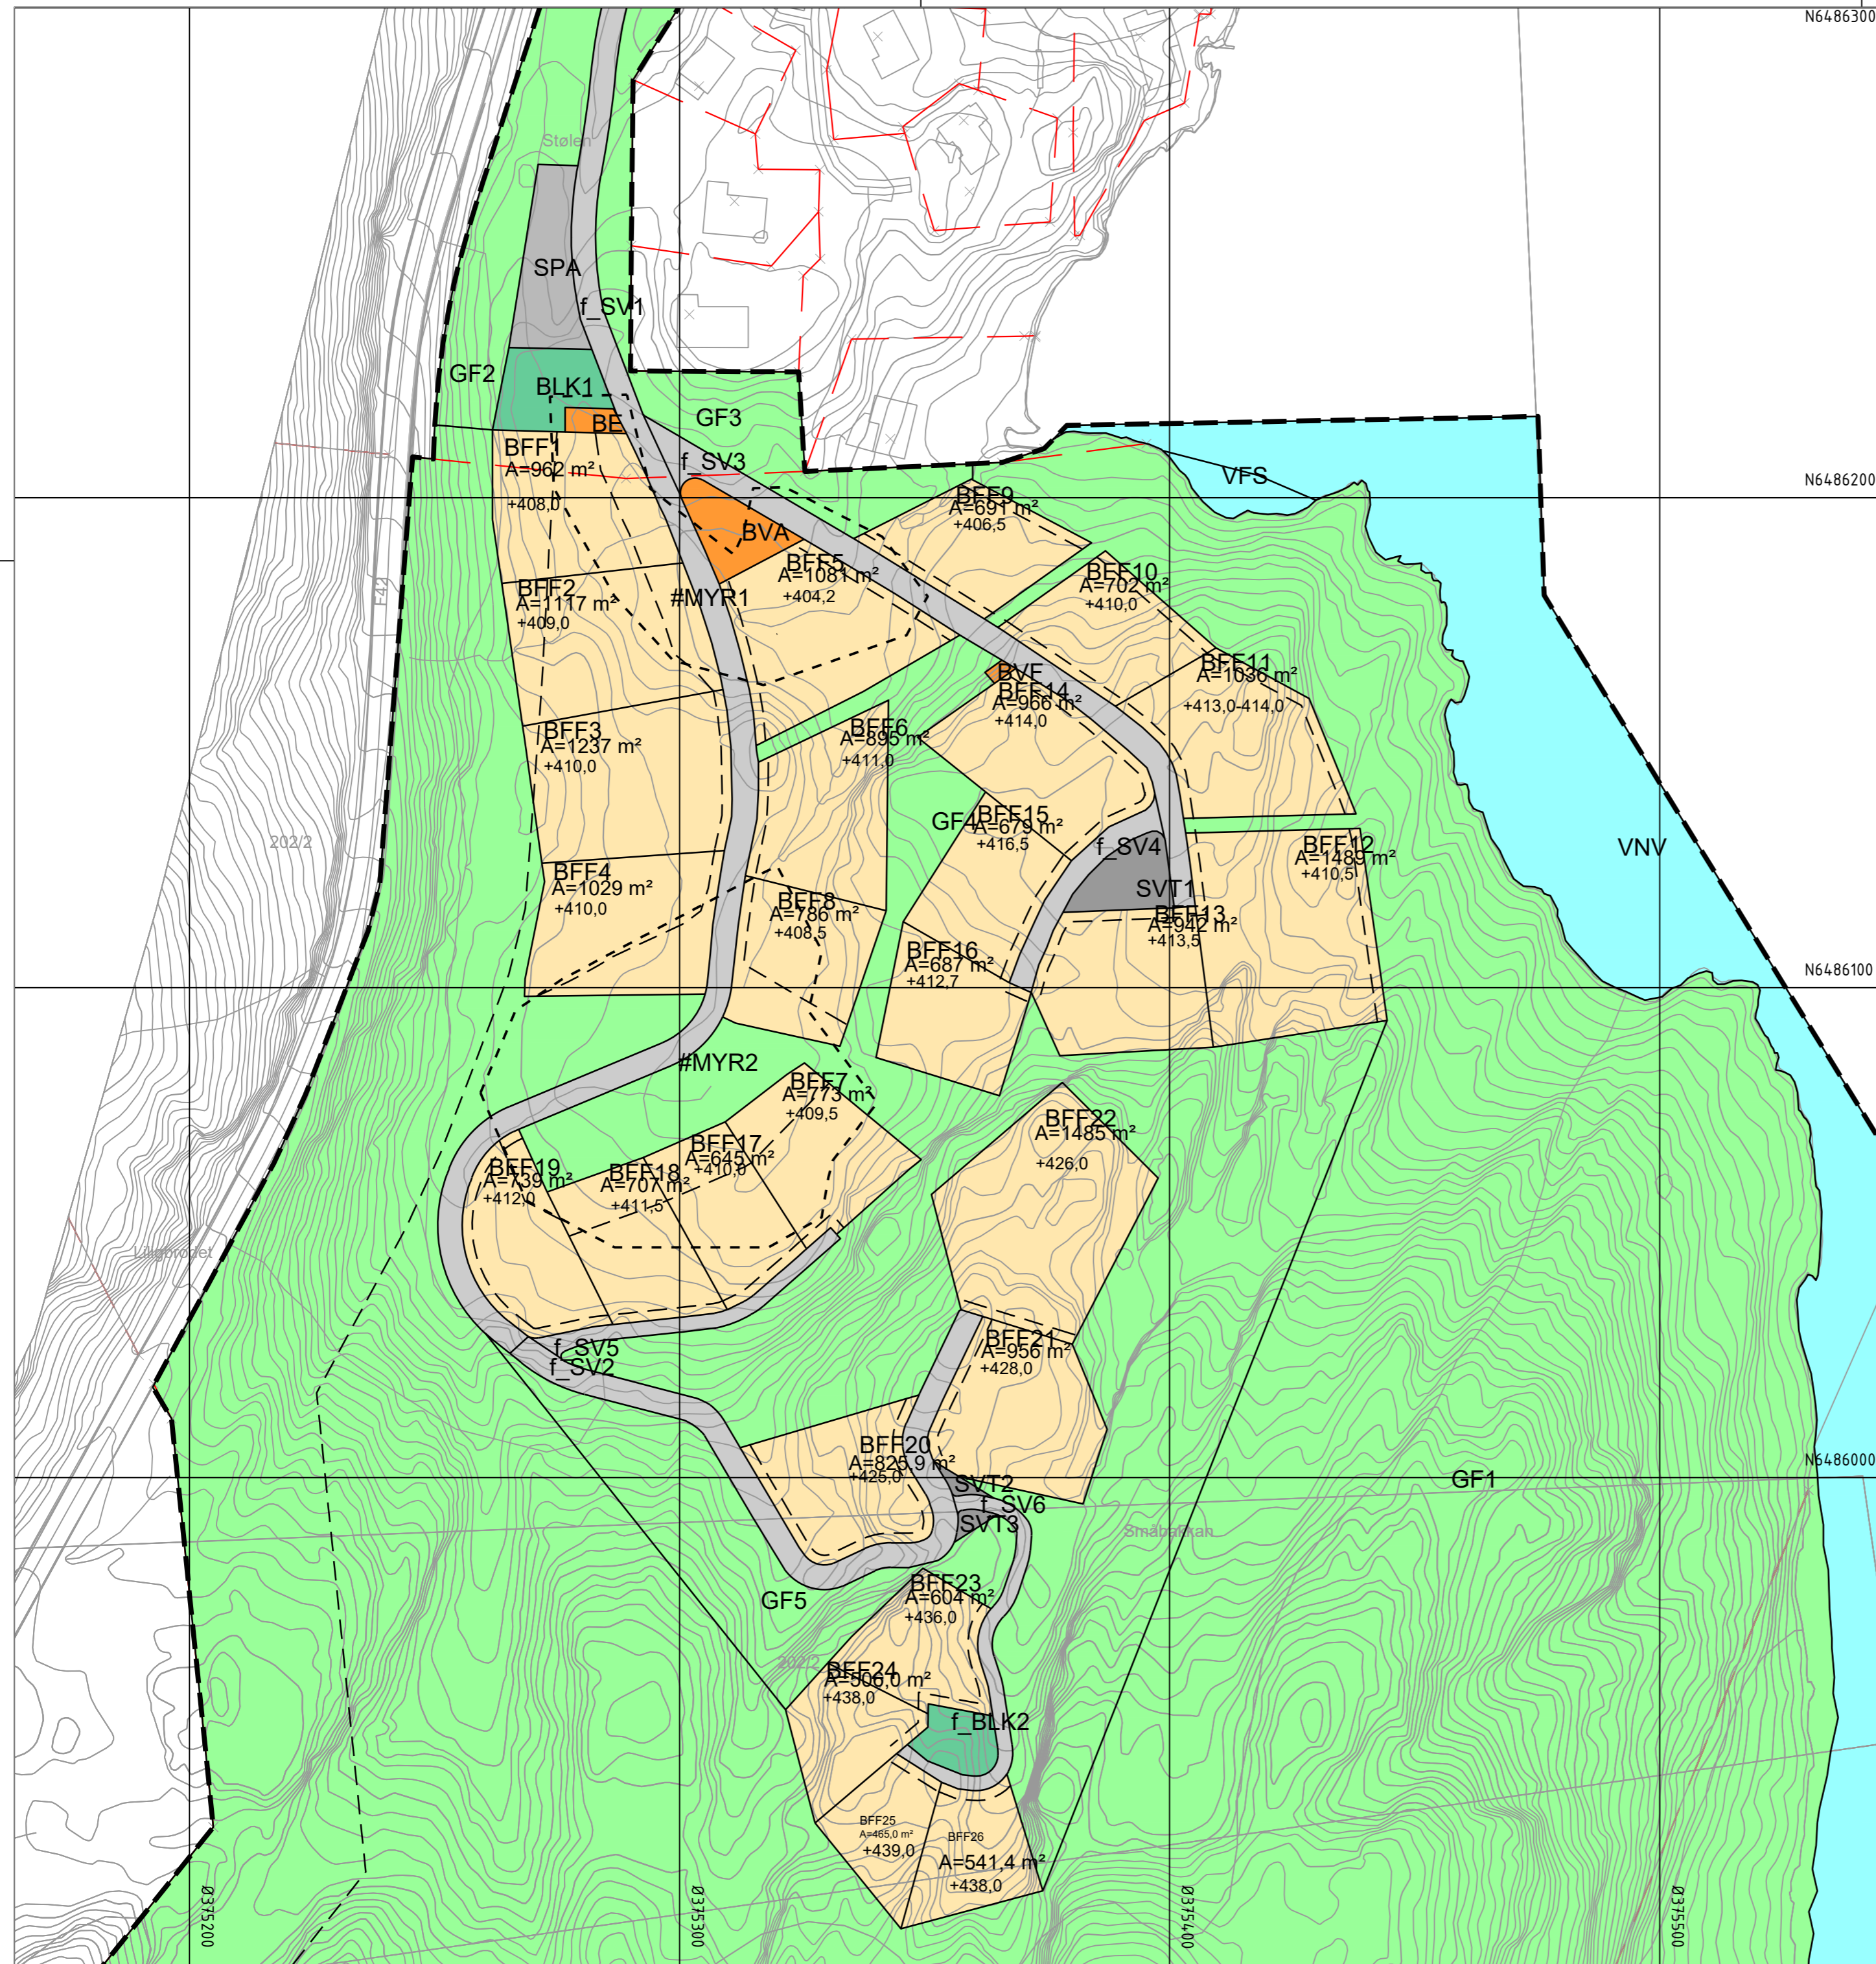 N6486300
Stølen
SPA
f_SV1
GF2
BLK1
BE
GF3
BFF1
A=962 m²
+408,0
f_SV3
VFS
N6486200
BFF9
A=691 m²
+406,5
BVA
BFF5
A=1081 m²
+404,2
BFF10
A=702 m²
+410,0
F42
BFF2
A=1117 m²
+409,0
#MYR1
BVF
BFF14
A=966 m²
+414,0
BFF11
A=1036 m²
+413,0-414,0
BFF3
A=1237 m²
+410,0
BFF6
A=895 m²
+411,0
202/2
GF4
BFF15
A=679 m²
+416,5
f_SV4
BFF12
A=1489 m²
+410,5
VNV
BFF4
A=1029 m²
+410,0
BFF8
A=786 m²
+408,5
SVT1
BFF13
A=942 m²
+413,5
BFF16
A=687 m²
+412,7
N6486100
#MYR2
BFF7
A=773 m²
+409,5
BFF22
A=1485 m²
+426,0
BFF17
A=645 m²
+410,0
BFF18
A=707 m²
+411,5
BFF19
A=739 m²
+412,0
f_SV5
f_SV2
BFF21
A=956 m²
+428,0
BFF20
A=825,9 m²
+425,0
N6486000
GF1
SVT2
f_SV6
SVT3
Småbakkan
GF5
BFF23
A=604 m²
+436,0
202/2
BFF24
A=506,0 m²
+438,0
f_BLK2
BFF25
A=465,0 m²
+439,0
BFF26
A=541,4 m²
+438,0
Ø375200
Ø375300
Ø375400
Ø375500